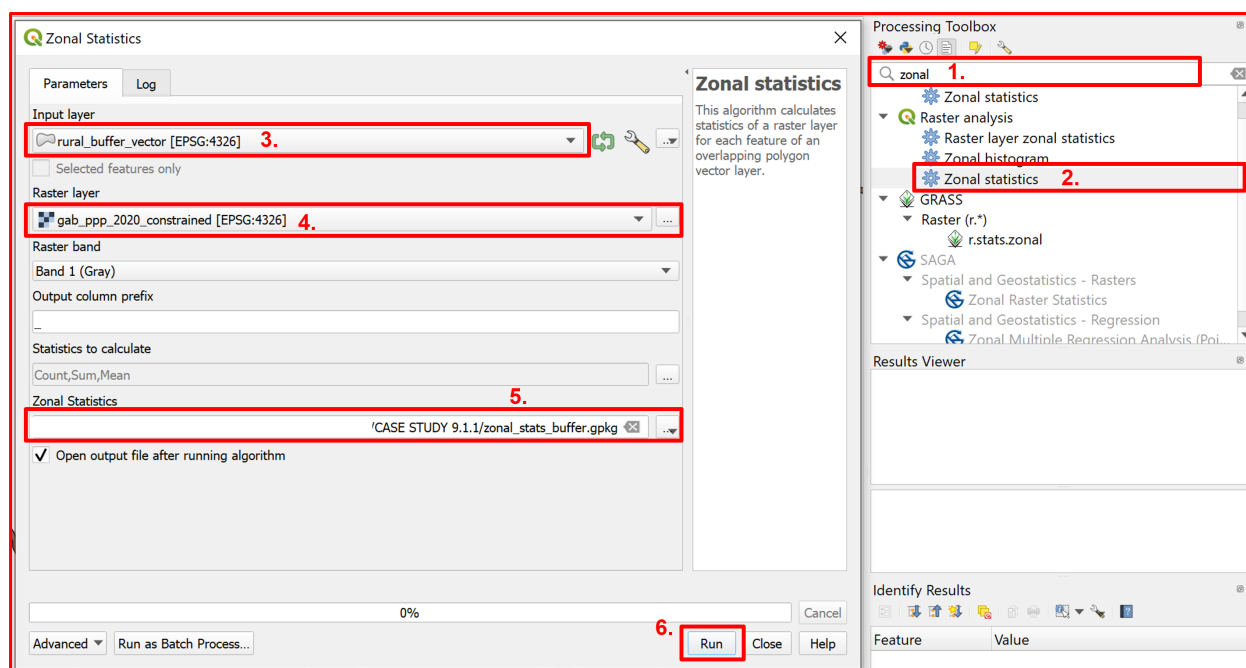 Zonal Statistics
Parameters
Log
Input layer
rural_buffer_vector [EPSG:4326]
3.
Selected features only
Raster layer
gab_ppp_2020_constrained [EPSG:4326]
4.
...
Raster band
Band 1 (Gray)
Output column prefix
_
Statistics to calculate
Count,Sum,Mean
...
Zonal Statistics
5.
/CASE STUDY 9.1.1/zonal_stats_buffer.gpkg
Open output file after running algorithm
Zonal statistics
This algorithm calculates
statistics of a raster layer
for each feature of an
overlapping polygon
vector layer.
0%
Cancel
Advanced
Run as Batch Process...
6.
Run
Close
Help
Processing Toolbox
zonal
1.
Zonal statistics
Raster analysis
Raster layer zonal statistics
Zonal histogram
Zonal statistics
2.
GRASS
Raster (r.*)
r.stats.zonal
SAGA
Spatial and Geostatistics - Rasters
Zonal Raster Statistics
Spatial and Geostatistics - Regression
Zonal Multiple Regression Analysis (Poi...
Results Viewer
Identify Results
Feature
Value